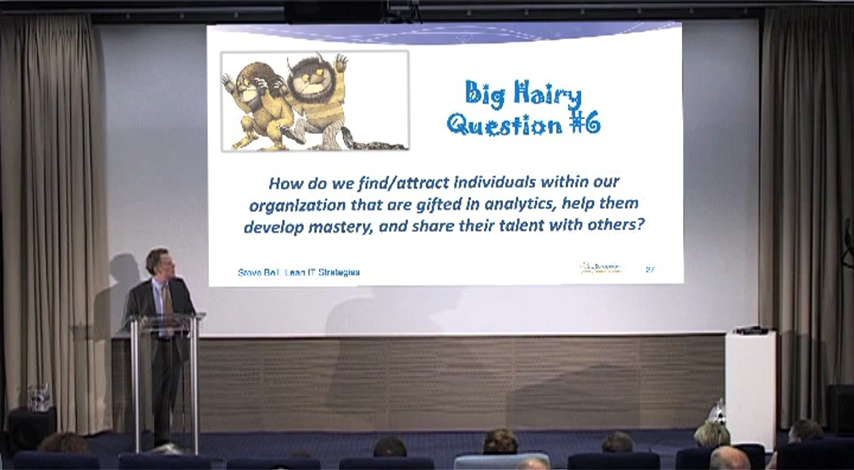 Big Hairy
Question #6
How do we find/attract individuals within our
organization that are gifted in analytics, help them
develop mastery, and share their talent with others?
Steve Bell, Lean IT Strategies
27